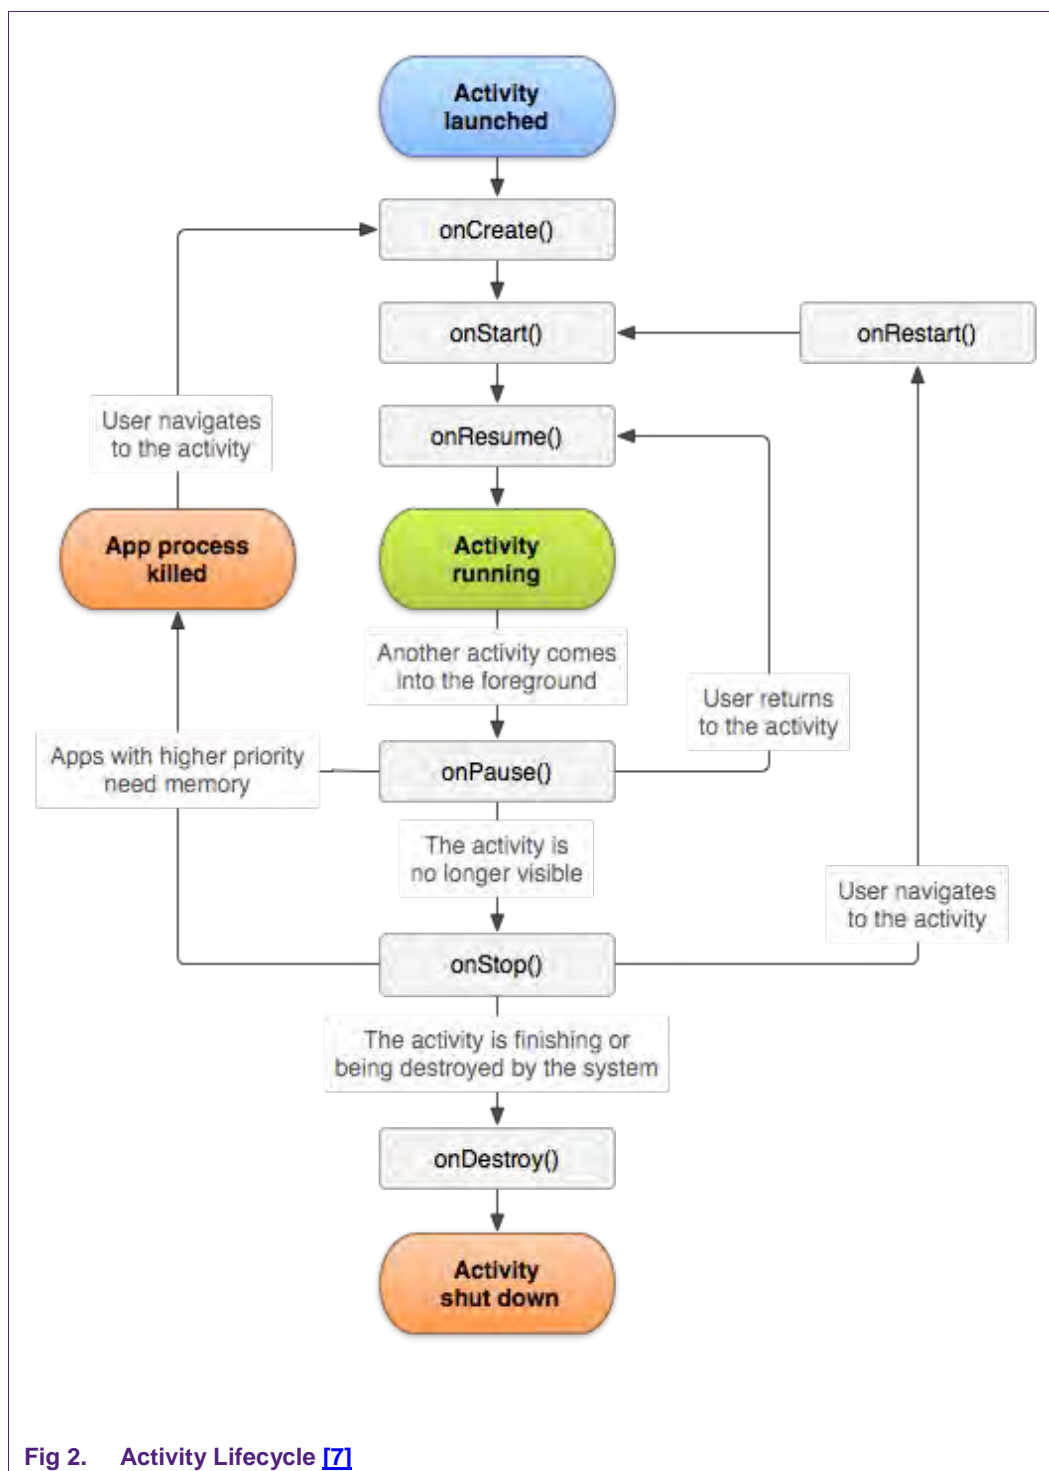 Activity
launched
onCreate()
onStart()
onRestart()
onResume()
User navigates
to the activity
App process
killed
Activity
running
Another activity comes
into the foreground
User returns
to the activity
Apps with higher priority
need memory
onPause()
The activity is
no longer visible
User navigates
to the activity
onStop()
The activity is finishing or
being destroyed by the system
onDestroy()
Activity
shut down
Fig 2. Activity Lifecycle [7]